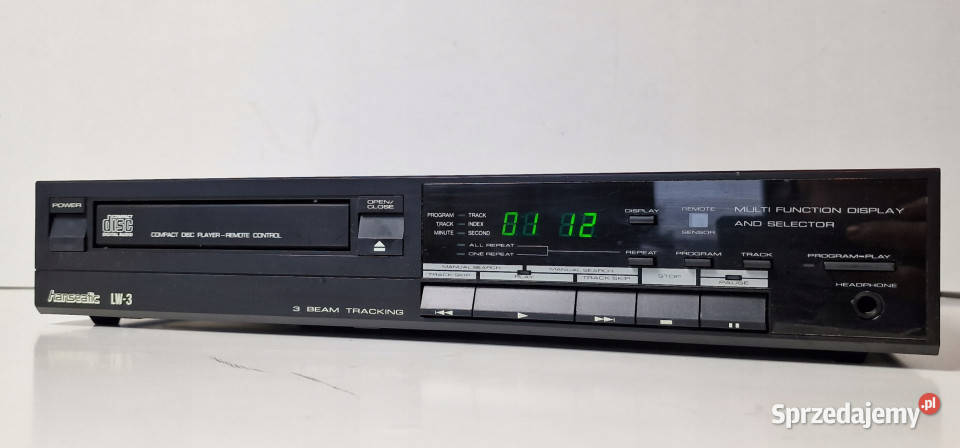 POWER
COMPACT
disc
DIGITAL AUDIO
COMPACT DISC PLAYER-REMOTE CONTROL
OPEN/
CLOSE
hanseatic LW-3
3 BEAM TRACKING
PROGRAM — TRACK
TRACK — INDEX
MINUTE — SECOND
— ALL REPEAT
— ONE REPEAT
01 12
DISPLAY
REMOTE
SENSOR
MULTI FUNCTION DISPLAY
AND SELECTOR
REPEAT
PROGRAM
TRACK
PROGRAM-PLAY
HEADPHONE
MANUAL SEARCH
MANUAL SEARCH
TRACK SKIP
PLAY
TRACK SKIP
STOP
PAUSE
Sprzedajemy.pl